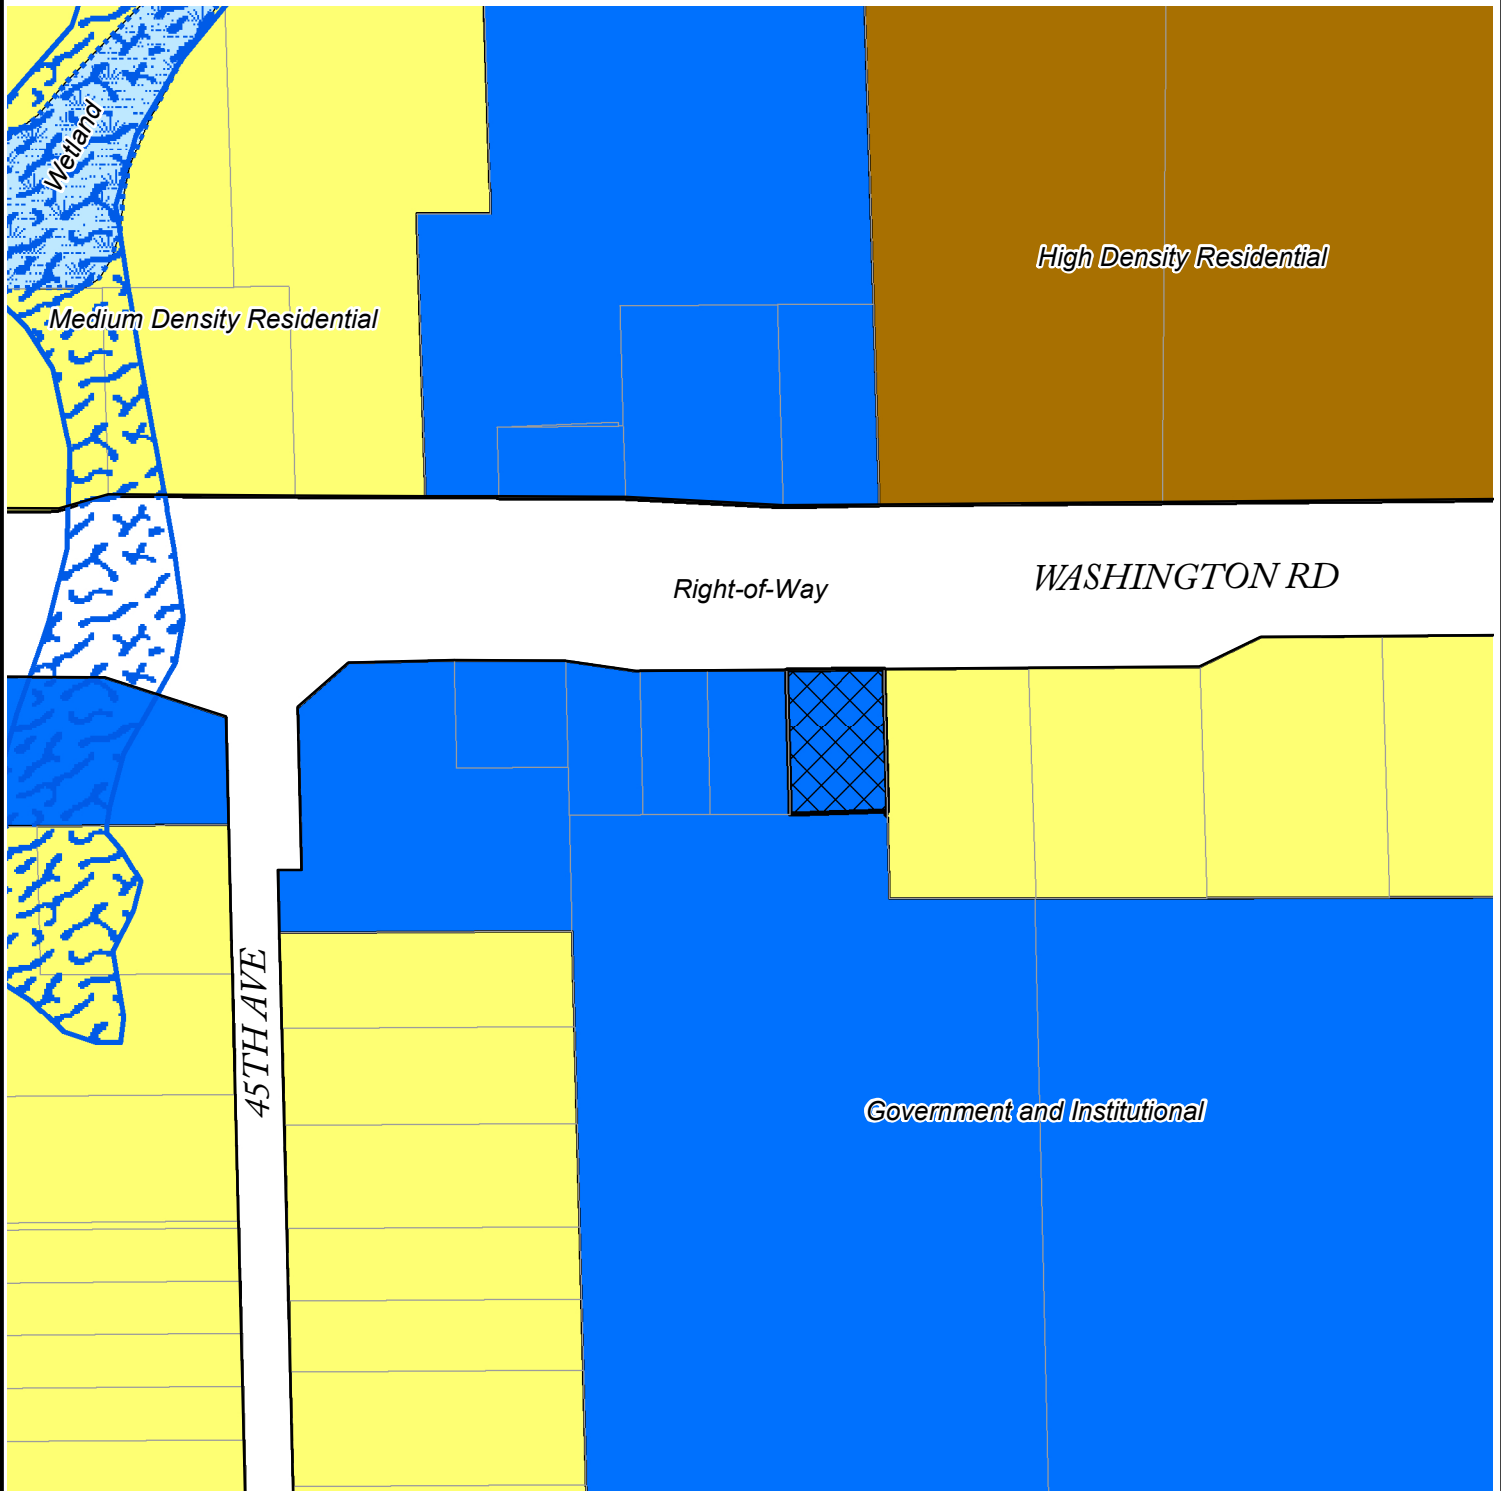 Wetland
High Density Residential
Medium Density Residential
Right-of-Way
WASHINGTON RD
45TH AVE
Government and Institutional